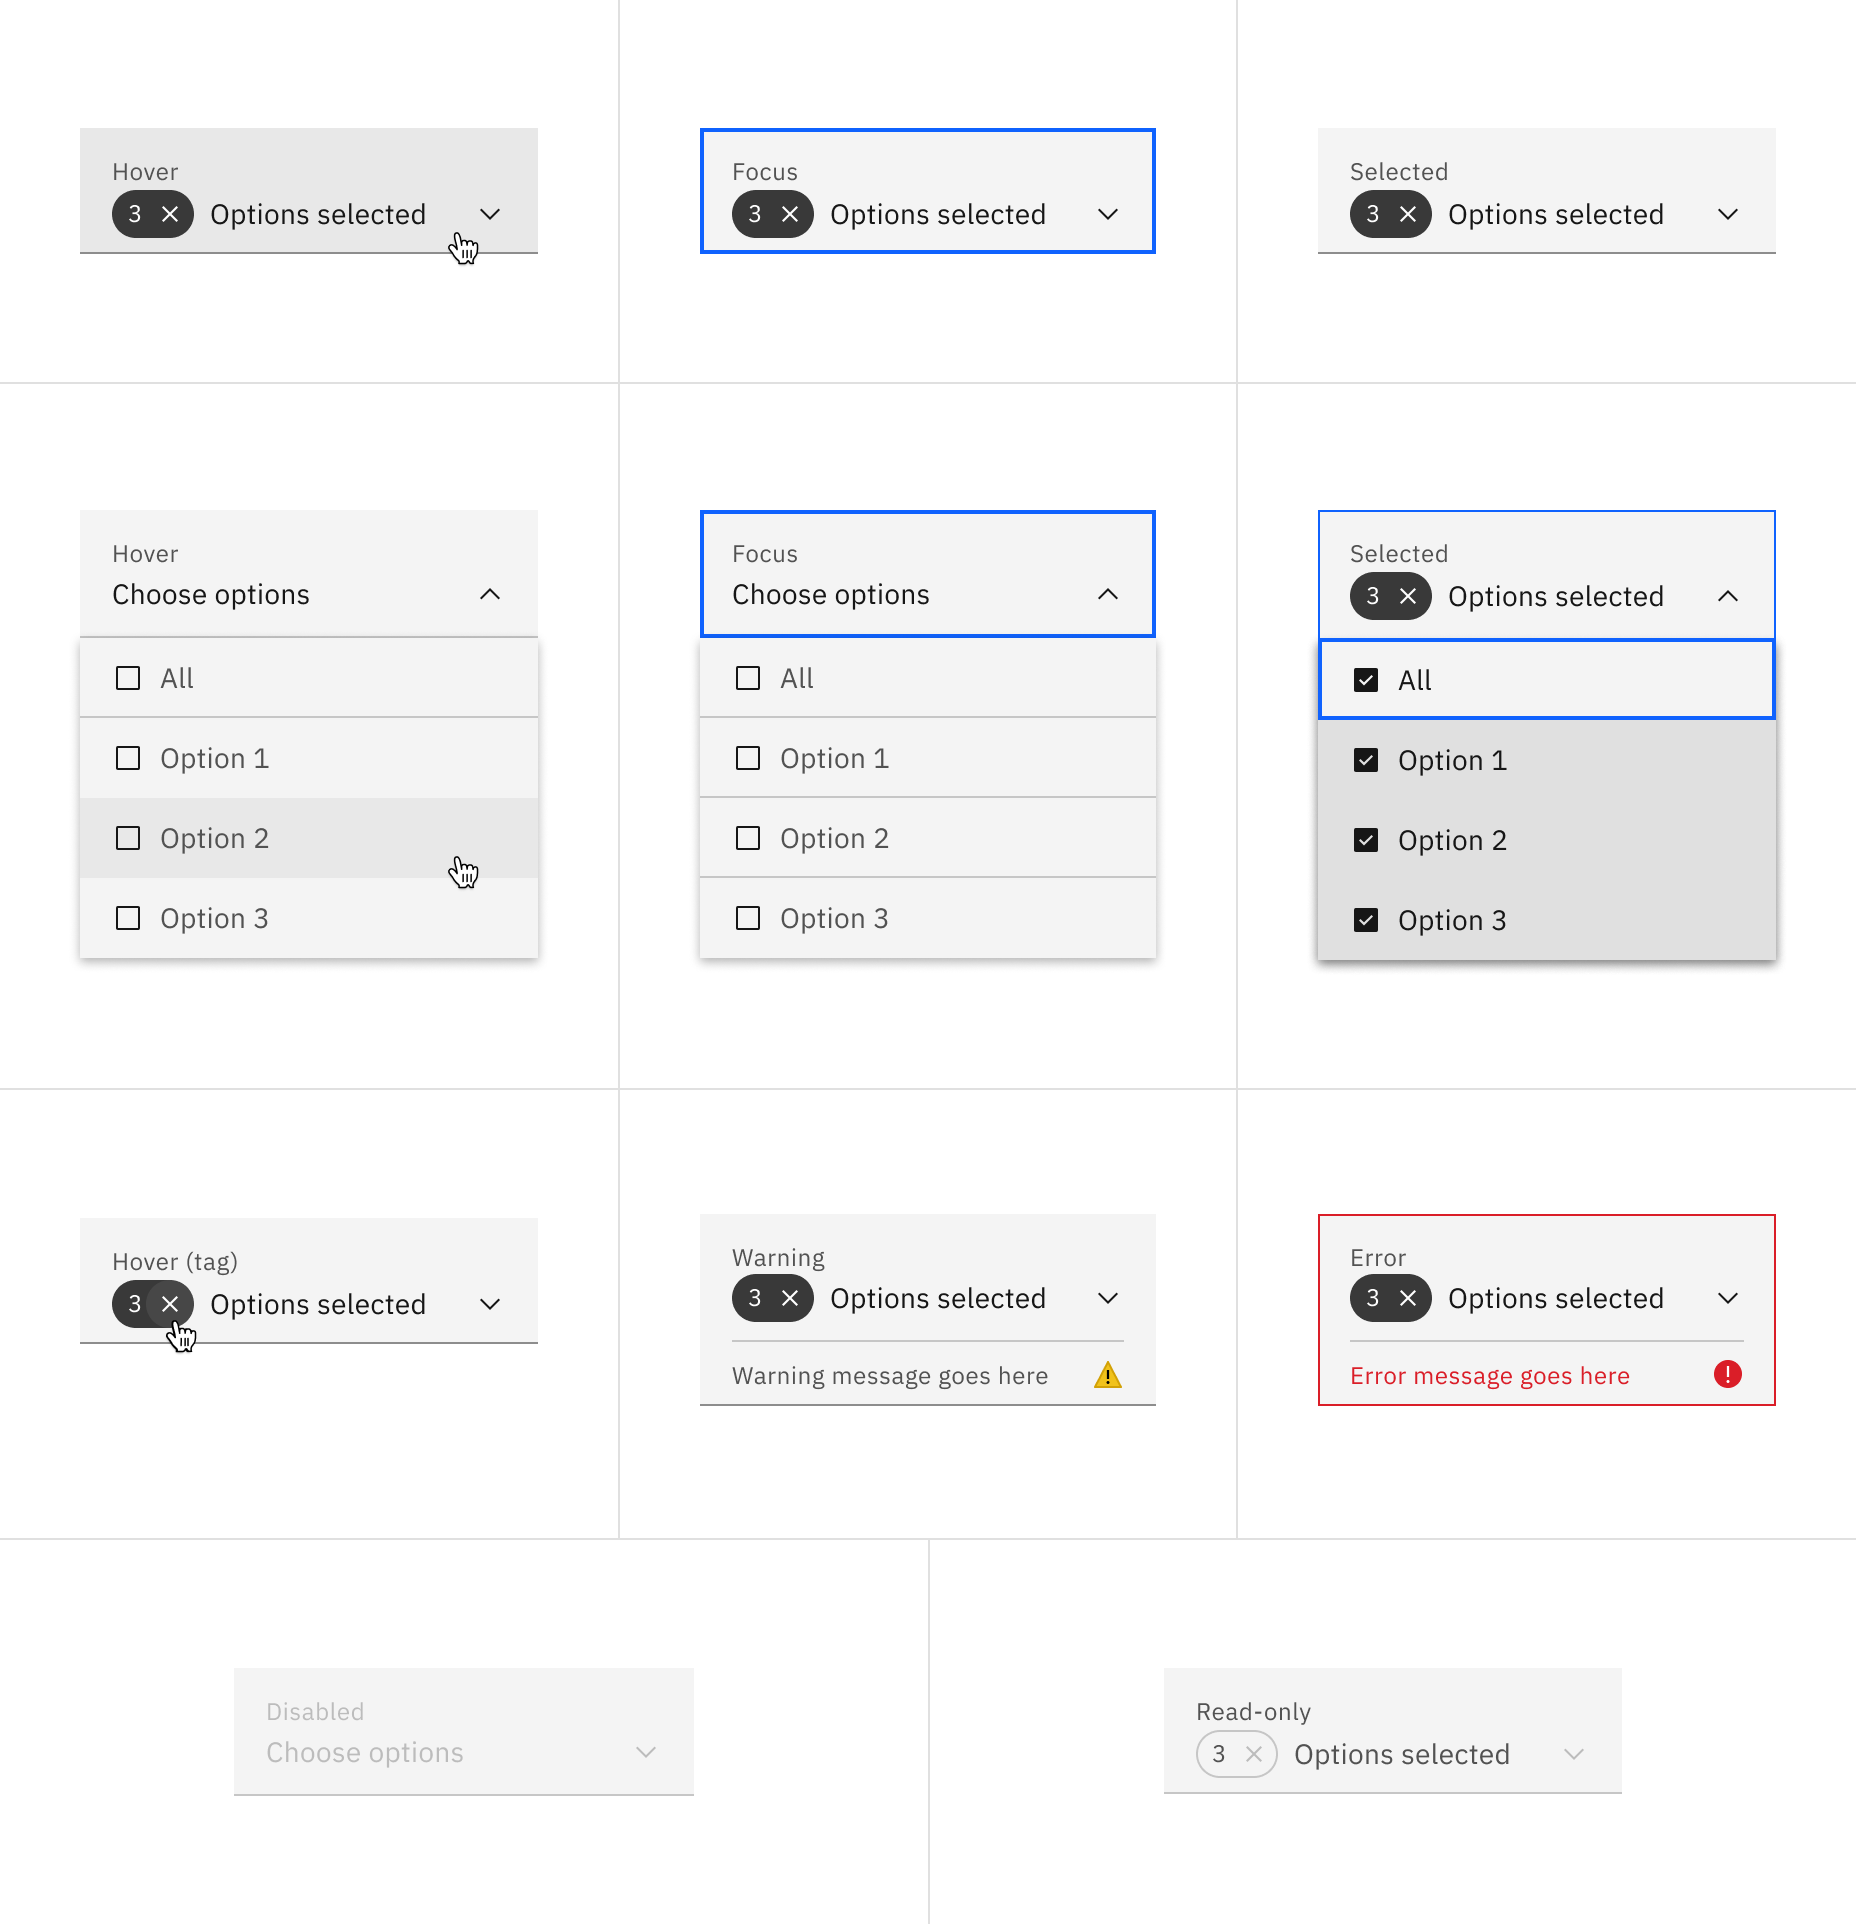 Hover
3 Options selected
Focus
3 Options selected
Selected
3 Options selected
Hover
Choose options
All
Option 1
Option 2
Option 3
Focus
Choose options
All
Option 1
Option 2
Option 3
Selected
3 Options selected
All
Option 1
Option 2
Option 3
Hover (tag)
3 Options selected
Warning
3 Options selected
Warning message goes here
Error
3 Options selected
Error message goes here
Disabled
Choose options
Read-only
3 Options selected